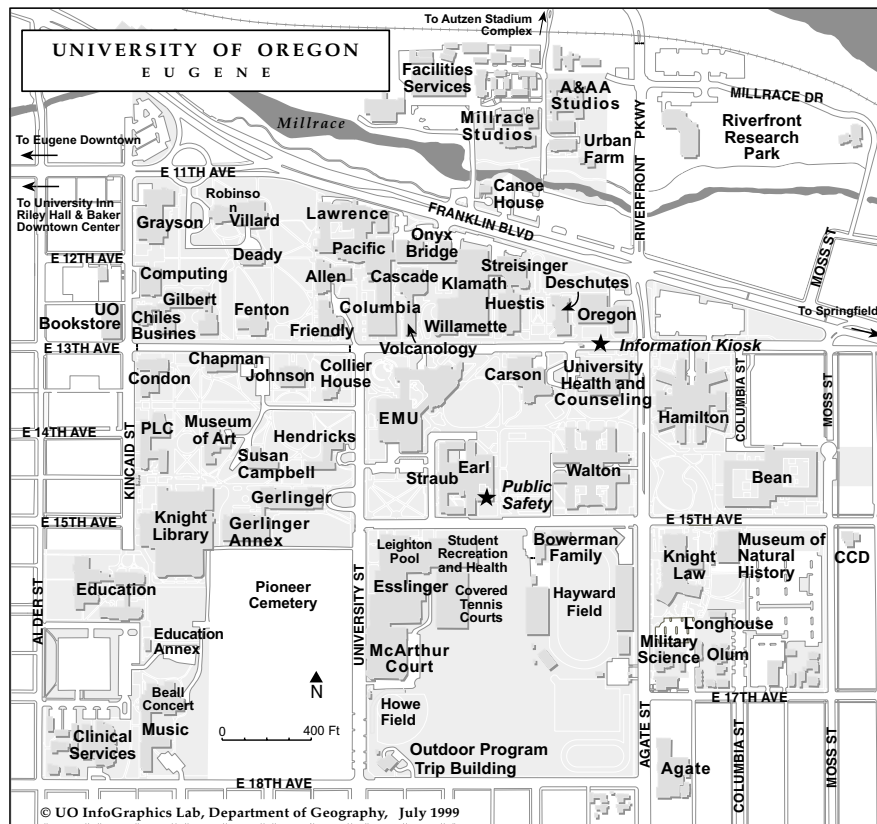 To Autzen Stadium
Complex
UNIVERSITY OF OREGON
EUGENE
Facilities
Services
A&AA
Studios
MILLRACE DR
Millrace
Millrace
Studios
Urban
Farm
RIVERFRONT PKWY
Riverfront
Research
Park
To Eugene Downtown
E 11TH AVE
To University Inn
Riley Hall & Baker
Downtown Center
Robinso
n
Villard
Grayson
Canoe
House
FRANKLIN BLVD
Lawrence
Pacific
Onyx
Bridge
MOSS ST
Deady
E 12TH AVE
Computing
Allen
Cascade
Streisinger
Klamath
Deschutes
Gilbert
UO
Bookstore
Chiles
Busines
Fenton
Columbia
Huestis
Oregon
To Springfield
Friendly
Willamette
E 13TH AVE
Volcanology
Information Kiosk
Chapman
Condon
Johnson
Collier
House
Carson
University
Health and
Counseling
Hamilton
COLUMBIA ST
MOSS ST
E 14TH AVE
KINCAID ST
PLC
Museum
of Art
Hendricks
EMU
Susan
Campbell
Straub
Earl
Walton
Bean
Gerlinger
Public
Safety
E 15TH AVE
Knight
Library
Gerlinger
Annex
E 15TH AVE
Leighton
Pool
Student
Recreation
and Health
Bowerman
Family
Knight
Law
Museum of
Natural
History
CCD
ALDER ST
Education
Pioneer
Cemetery
UNIVERSITY ST
Esslinger
Covered
Tennis
Courts
Hayward
Field
Longhouse
Education
Annex
McArthur
Court
Military
Science
Olum
N
Beall
Concert
E 17TH AVE
Howe
Field
0 400 Ft
Clinical
Services
Music
Outdoor Program
Trip Building
AGATE ST
Agate
COLUMBIA ST
MOSS ST
E 18TH AVE
© UO InfoGraphics Lab, Department of Geography, July 1999